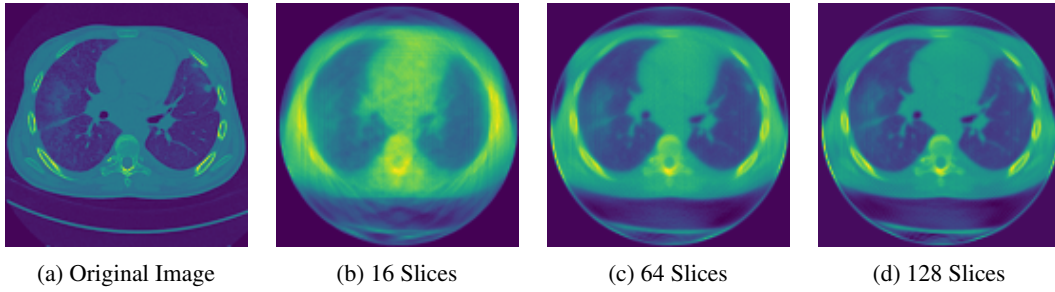 (a) Original Image
(b) 16 Slices
(c) 64 Slices
(d) 128 Slices